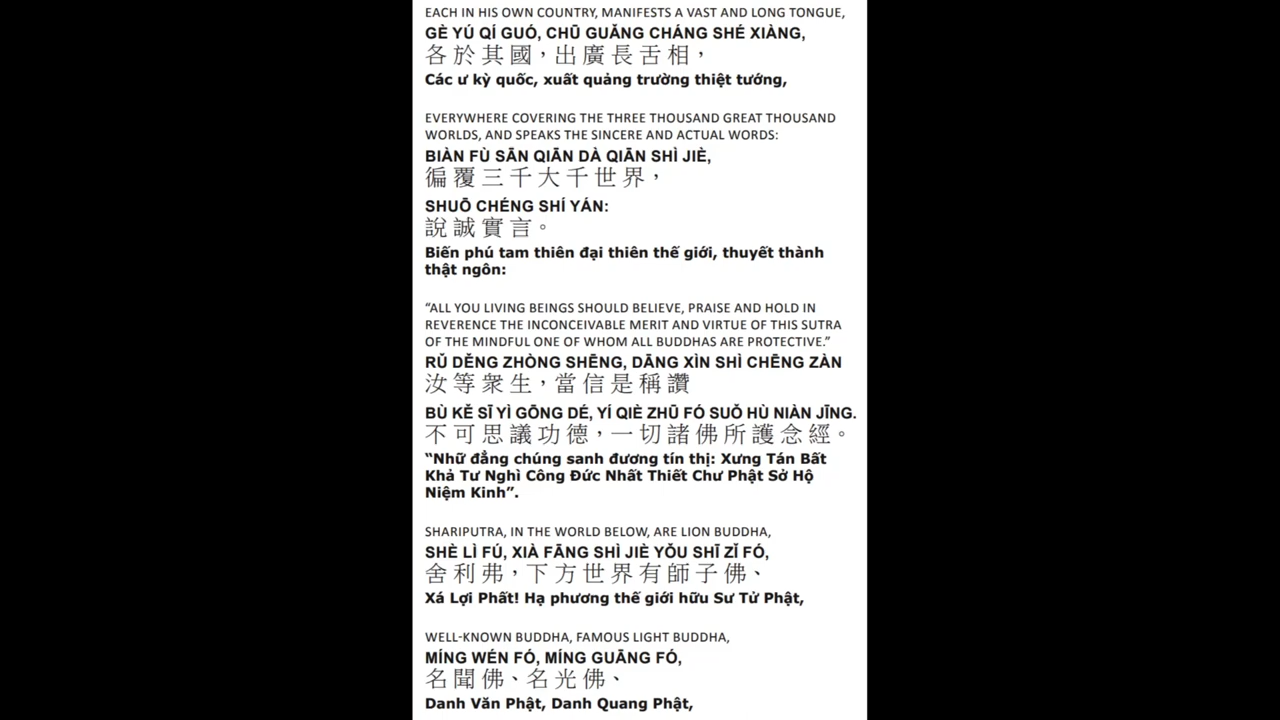 EACH IN HIS OWN COUNTRY, MANIFESTS A VAST AND LONG TONGUE,
GÈ YÚ QÍ GUÓ, CHŪ GUĂNG CHÁNG SHÉ XIÀNG,
各於其國，出廣長舌相，
Các ư kỳ quốc, xuất quảng trường thiệt tướng,
EVERYWHERE COVERING THE THREE THOUSAND GREAT THOUSAND
WORLDS, AND SPEAKS THE SINCERE AND ACTUAL WORDS:
BIÀN FÙ SĀN QIĀN DÀ QIĀN SHÌ JIÈ,
徧覆三千大千世界，
SHUŌ CHÉNG SHÍ YÁN:
說誠實言。
Biến phú tam thiên đại thiên thế giới, thuyết thành
thật ngôn:
“ALL YOU LIVING BEINGS SHOULD BELIEVE, PRAISE AND HOLD IN
REVERENCE THE INCONCEIVABLE MERIT AND VIRTUE OF THIS SUTRA
OF THE MINDFUL ONE OF WHOM ALL BUDDHAS ARE PROTECTIVE.”
RǓ DĚNG ZHÒNG SHĒNG, DĀNG XÌN SHÌ CHĒNG ZÀN
汝等衆生，當信是稱讚
BÙ KĚ SĪ YÌ GŌNG DÉ, YÍ QIÈ ZHŪ FÓ SUǑ HÙ NIÀN JĪNG.
不可思議功德，一切諸佛所護念經。
“Nhữ đẳng chúng sanh đương tín thị: Xưng Tán Bất
Khả Tư Nghì Công Đức Nhất Thiết Chư Phật Sở Hộ
Niệm Kinh”.
SHARIPUTRA, IN THE WORLD BELOW, ARE LION BUDDHA,
SHÈ LÌ FÚ, XIÀ FĀNG SHÌ JIÈ YǑU SHĪ ZǏ FÓ,
舍利弗，下方世界有師子佛、
Xá Lợi Phất! Hạ phương thế giới hữu Sư Tử Phật,
WELL-KNOWN BUDDHA, FAMOUS LIGHT BUDDHA,
MÍNG WÉN FÓ, MÍNG GUĀNG FÓ,
名聞佛、名光佛、
Danh Văn Phật, Danh Quang Phật,